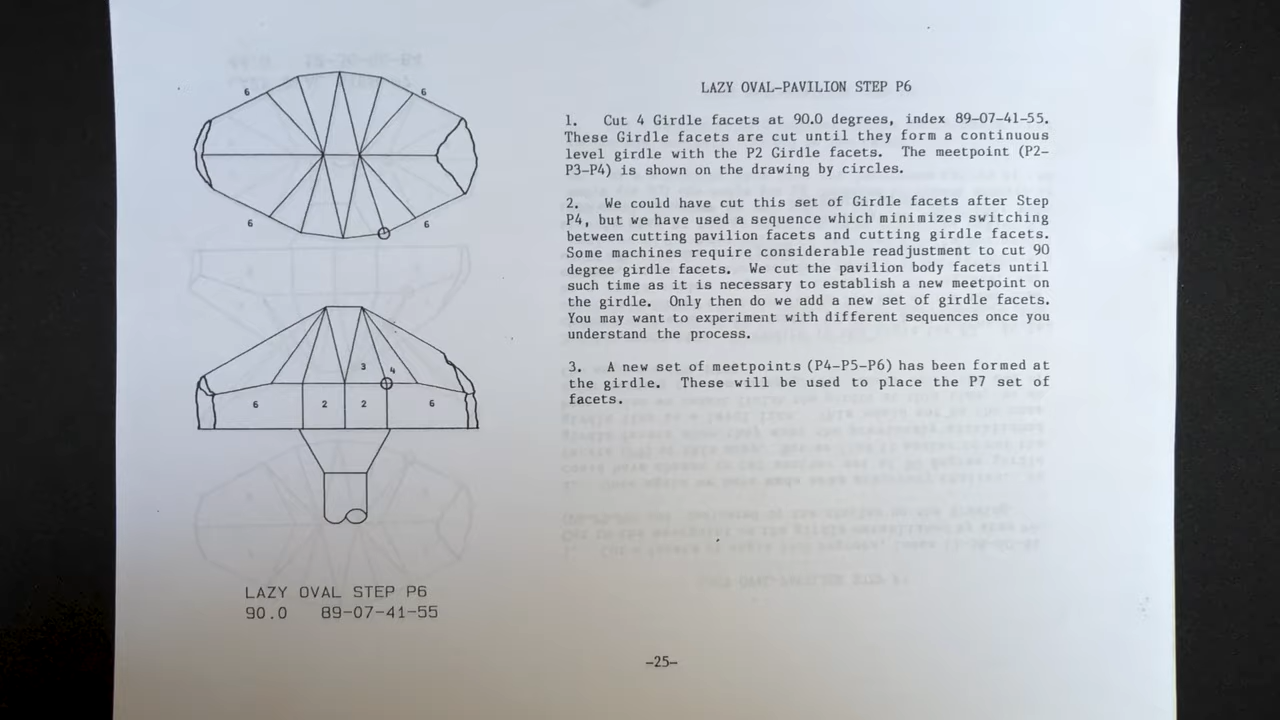 LAZY OVAL-PAVILION STEP P6
1. Cut 4 Girdle facets at 90.0 degrees, index 89-07-41-55.
These Girdle facets are cut until they form a continuous
level girdle with the P2 Girdle facets. The meetpoint (P2-
P3-P4) is shown on the drawing by circles.
2. We could have cut this set of Girdle facets after Step
P4, but we have used a sequence which minimizes switching
between cutting pavilion facets and cutting girdle facets.
Some machines require considerable readjustment to cut 90
degree girdle facets. We cut the pavilion body facets until
such time as it is necessary to establish a new meetpoint on
the girdle. Only then do we add a new set of girdle facets.
You may want to experiment with different sequences once you
understand the process.
3. A new set of meetpoints (P4-P5-P6) has been formed at
the girdle. These will be used to place the P7 set of
facets.
6 6
6 6
3 4
6 2 2 6
LAZY OVAL STEP P6
90.0 89-07-41-55
-25-